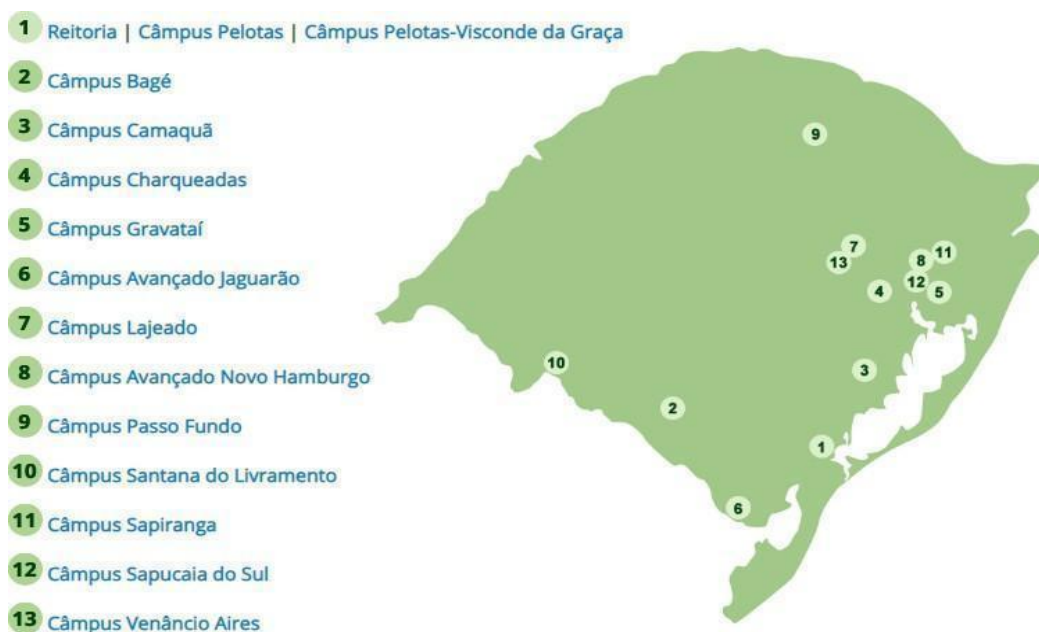 1 Reitoria | Câmpus Pelotas | Câmpus Pelotas-Visconde da Graça
2 Câmpus Bagé
3 Câmpus Camaquã
4 Câmpus Charqueadas
5 Câmpus Gravataí
6 Câmpus Avançado Jaguarão
7 Câmpus Lajeado
8 Câmpus Avançado Novo Hamburgo
9 Câmpus Passo Fundo
10 Câmpus Santana do Livramento
11 Câmpus Sapiranga
12 Câmpus Sapucaia do Sul
13 Câmpus Venâncio Aires
9
7
11
8
13
12
4
5
10
3
2
1
6